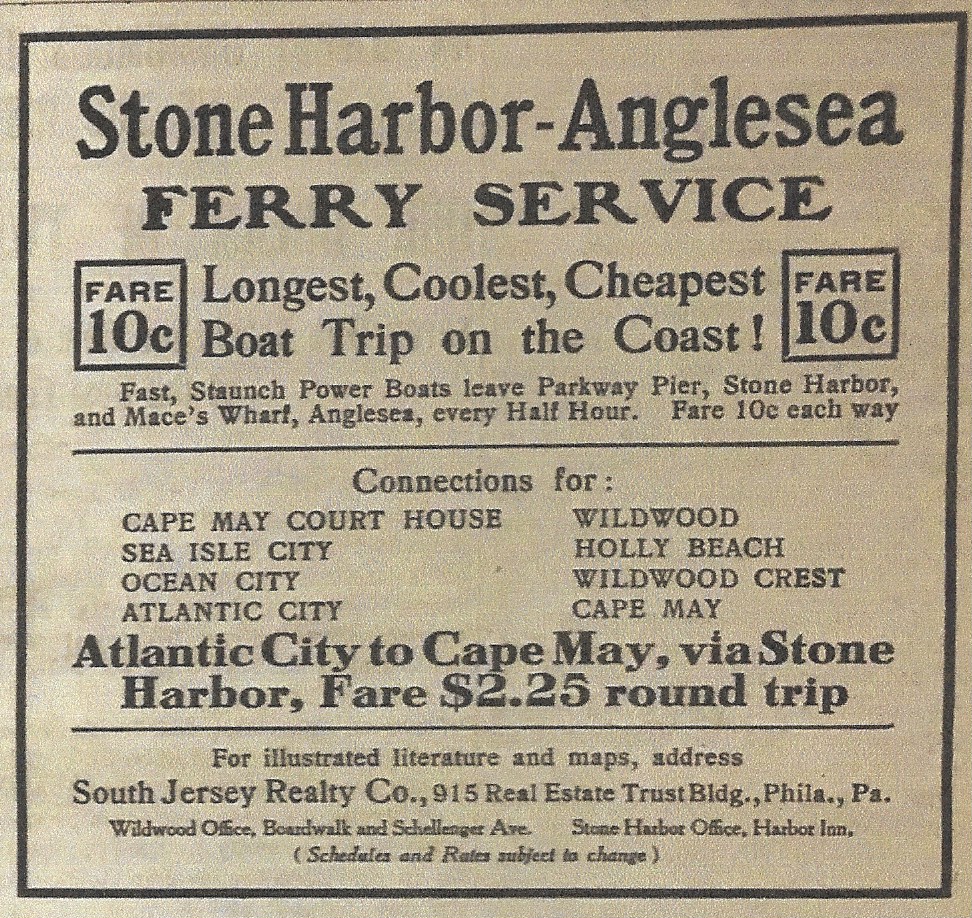 Stone Harbor-Anglesea
FERRY SERVICE
FARE 10c
Longest, Coolest, Cheapest
Boat Trip on the Coast!
FARE 10c
Fast, Staunch Power Boats leave Parkway Pier, Stone Harbor,
and Mace's Wharf, Anglesea, every Half Hour. Fare 10c each way
Connections for:
CAPE MAY COURT HOUSE
SEA ISLE CITY
OCEAN CITY
ATLANTIC CITY
WILDWOOD
HOLLY BEACH
WILDWOOD CREST
CAPE MAY
Atlantic City to Cape May, via Stone
Harbor, Fare $2.25 round trip
For illustrated literature and maps, address
South Jersey Realty Co., 915 Real Estate Trust Bldg., Phila., Pa.
Wildwood Office, Boardwalk and Schellenger Ave. Stone Harbor Office, Harbor Inn,
(Schedules and Rates subject to change)